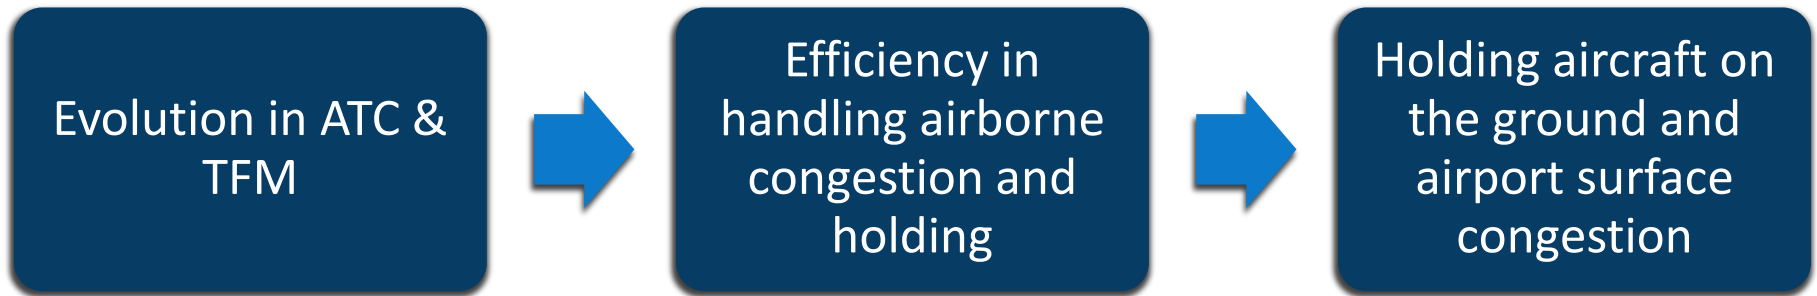 Evolution in ATC &
TFM
Efficiency in
handling airborne
congestion and
holding
Holding aircraft on
the ground and
airport surface
congestion